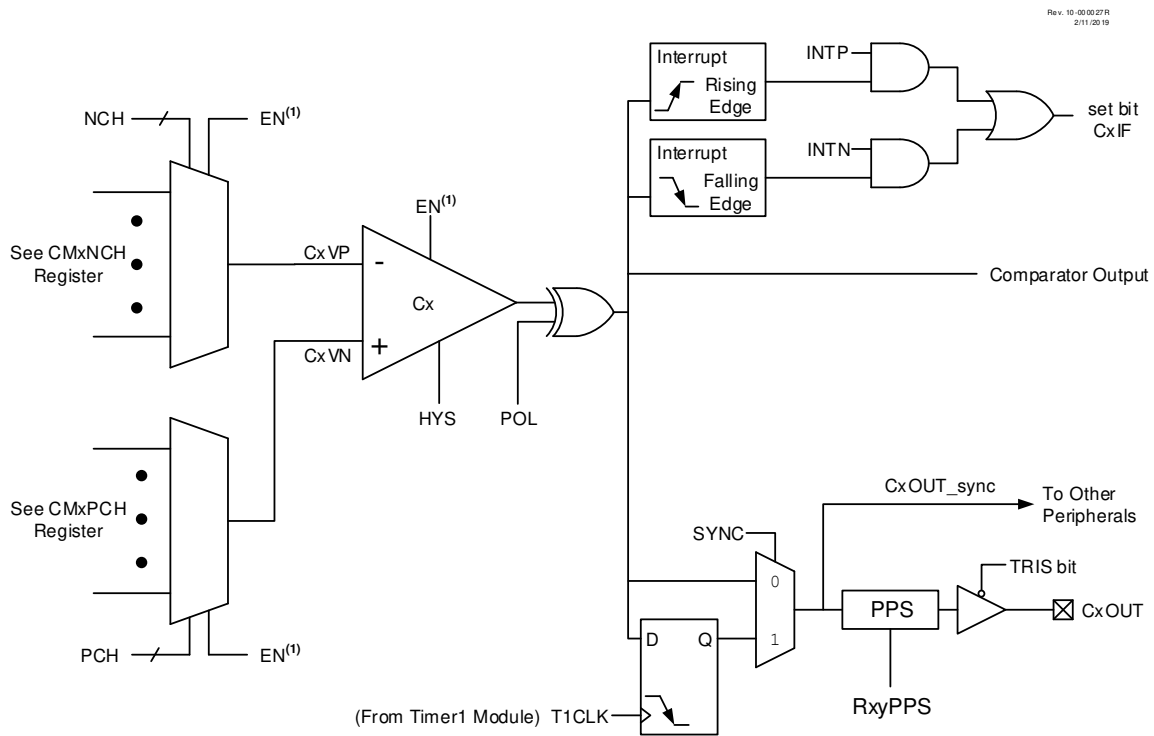 Rev. 10-000027R
2/11/2019
NCH
EN(1)
See CMxNCH
Register
CxVP
EN(1)
-
Cx
+
CxVN
HYS
POL
See CMxPCH
Register
PCH
EN(1)
Interrupt
Rising
Edge
INTP
Interrupt
Falling
Edge
INTN
set bit
CxIF
Comparator Output
CxOUT_sync
To Other
Peripherals
SYNC
0
1
TRIS bit
PPS
CxOUT
RxyPPS
D
Q
(From Timer1 Module) T1CLK